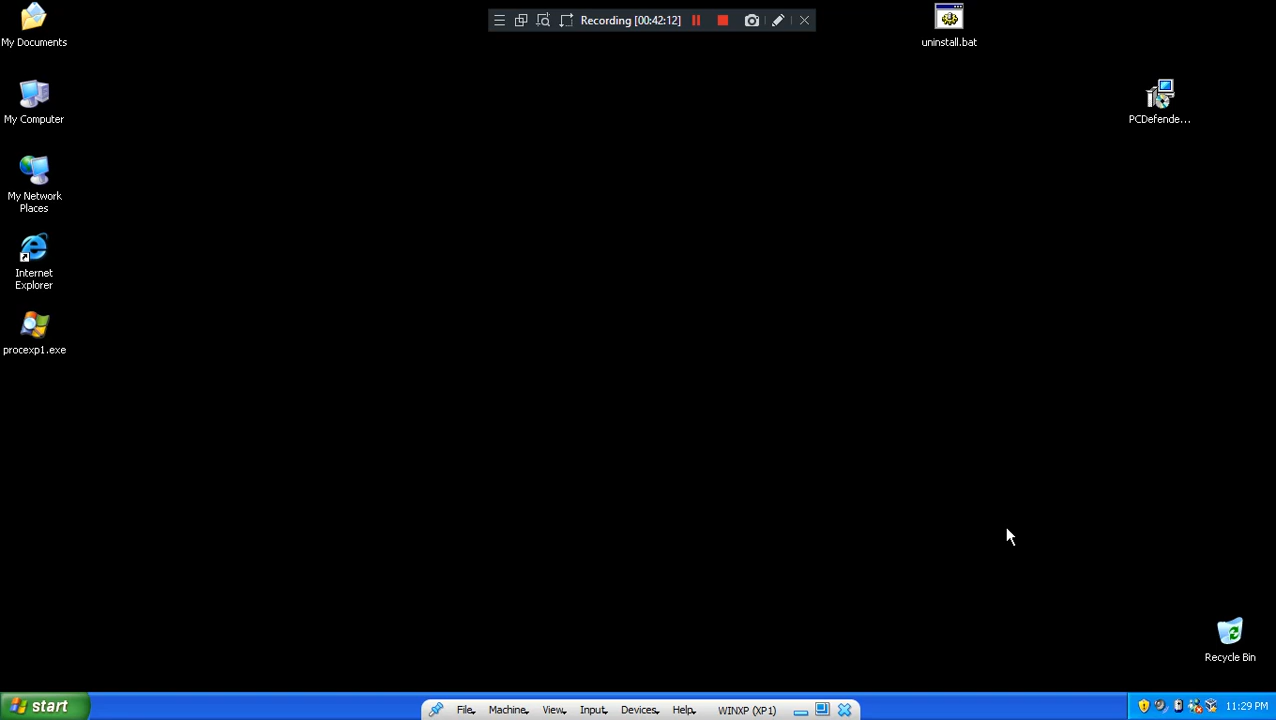 Recording [00:42:12]
My Documents
uninstall.bat
My Computer
PCDefende...
My Network
Places
Internet
Explorer
procexp1.exe
Recycle Bin
start
File
Machine
View
Input
Devices
Help
WINXP (XP1)
11:29 PM